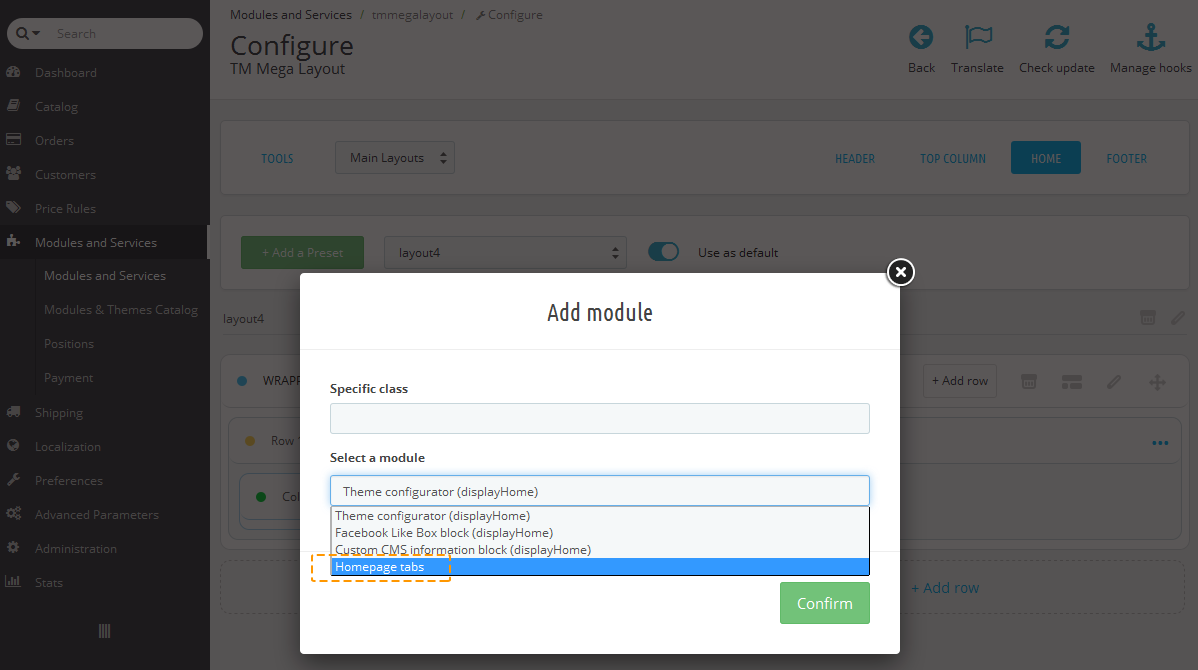 Modules and Services / tmmegalayout / Configure
Configure
TM Mega Layout
Back
Translate
Check update
Manage hooks
Search
Dashboard
Catalog
Orders
Customers
Price Rules
Modules and Services
Modules and Services
Modules & Themes Catalog
Positions
Payment
Shipping
Localization
Preferences
Advanced Parameters
Administration
Stats
TOOLS
Main Layouts
HEADER
TOP COLUMN
HOME
FOOTER
+ Add a Preset
layout4
Use as default
layout4
WRAPP
+ Add row
Row
Col
+ Add row
Add module
Specific class
Select a module
Theme configurator (displayHome)
Theme configurator (displayHome)
Facebook Like Box block (displayHome)
Custom CMS information block (displayHome)
Homepage tabs
Confirm